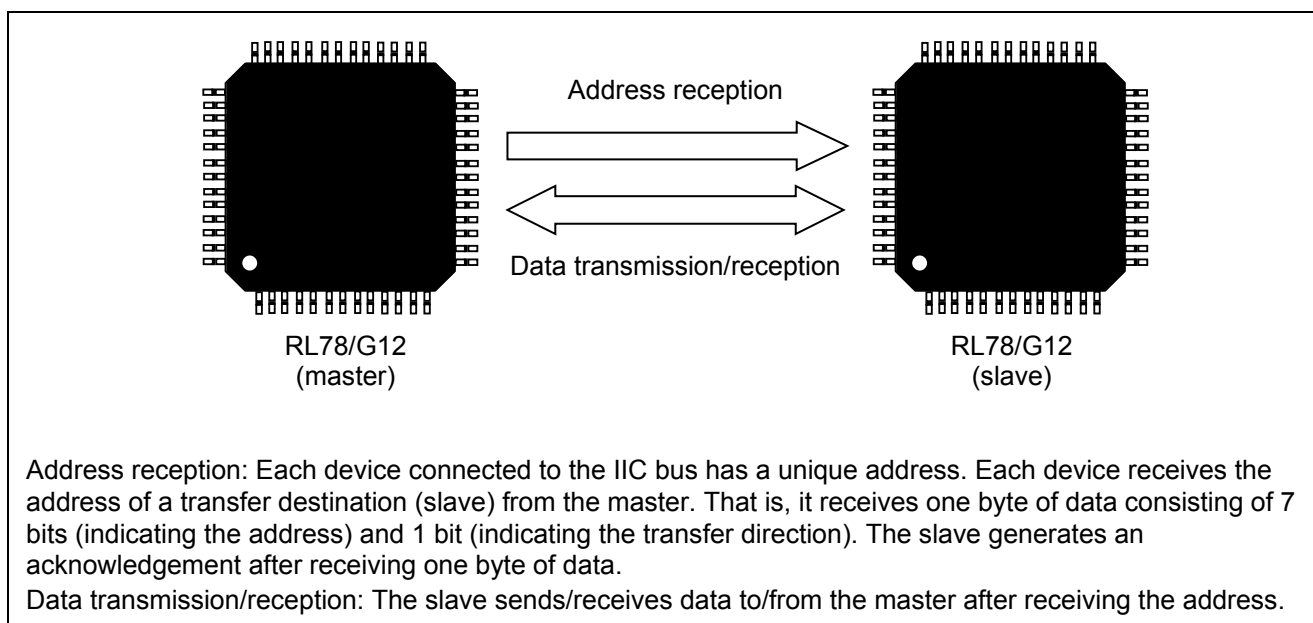 Address reception
Data transmission/reception
RL78/G12
(master)
RL78/G12
(slave)
Address reception: Each device connected to the IIC bus has a unique address. Each device receives the
address of a transfer destination (slave) from the master. That is, it receives one byte of data consisting of 7
bits (indicating the address) and 1 bit (indicating the transfer direction). The slave generates an
acknowledgement after receiving one byte of data.
Data transmission/reception: The slave sends/receives data to/from the master after receiving the address.